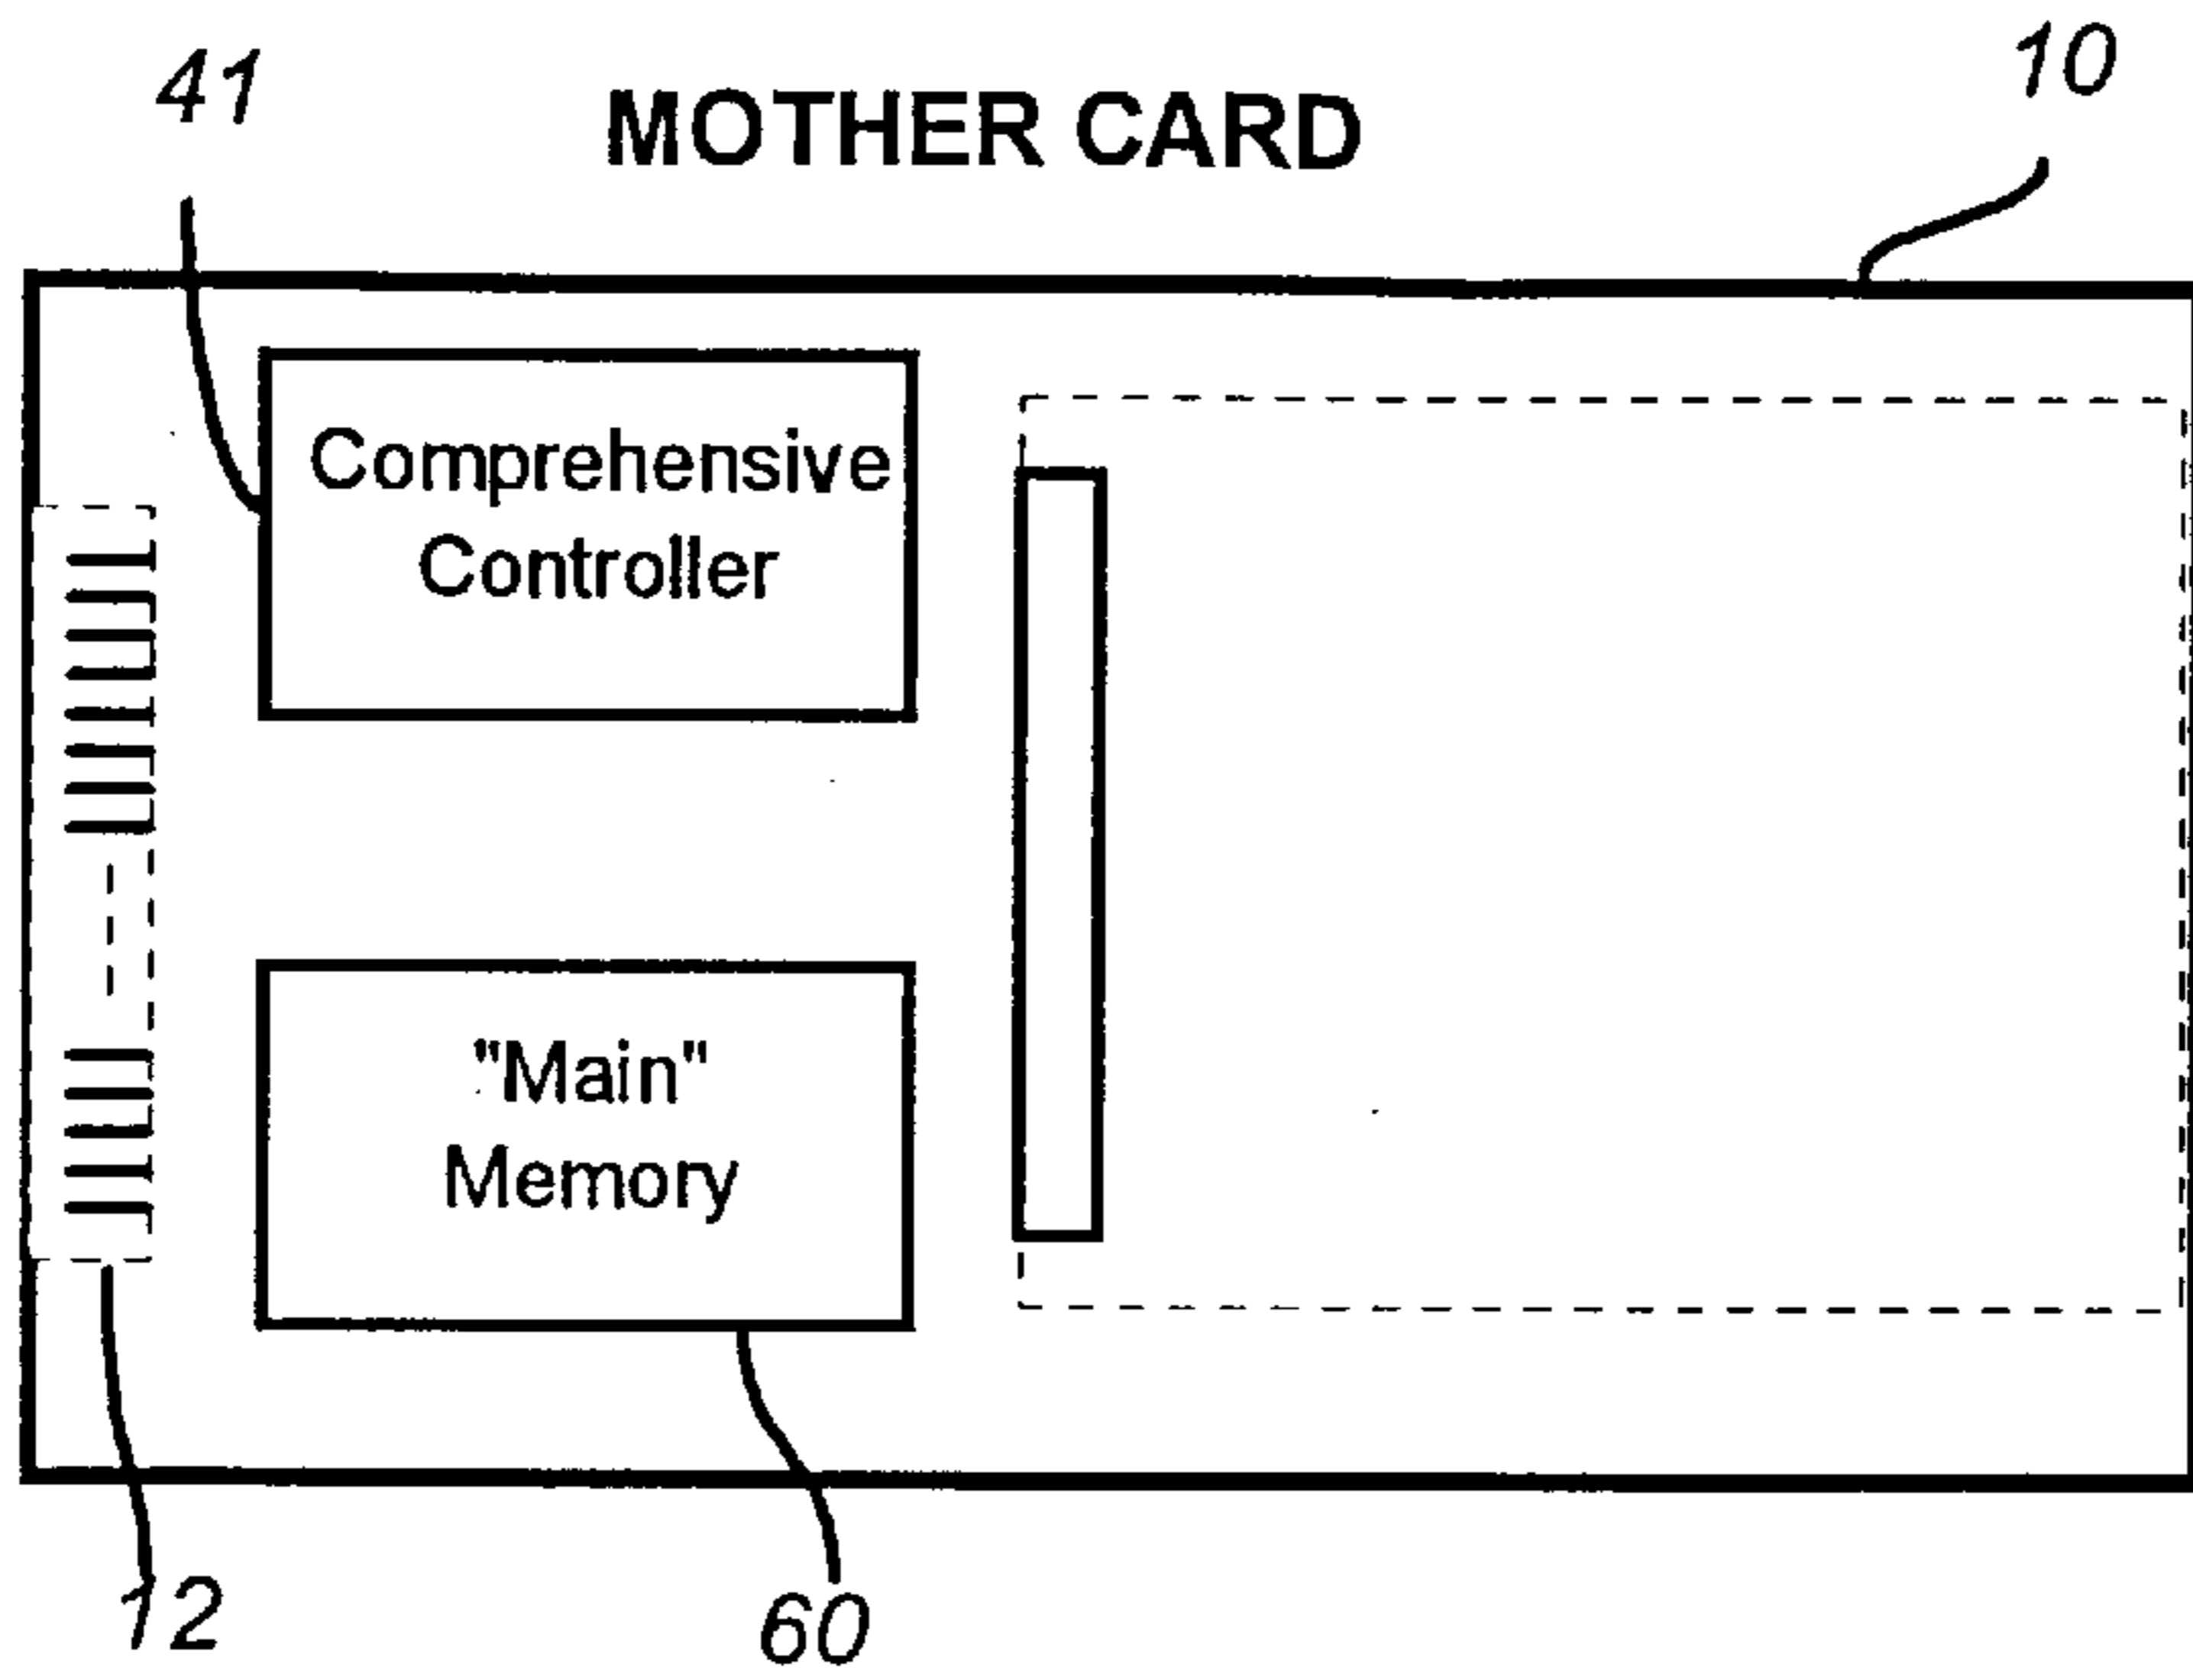 41
10
MOTHER CARD
Comprehensive
Controller
"Main"
Memory
12
60